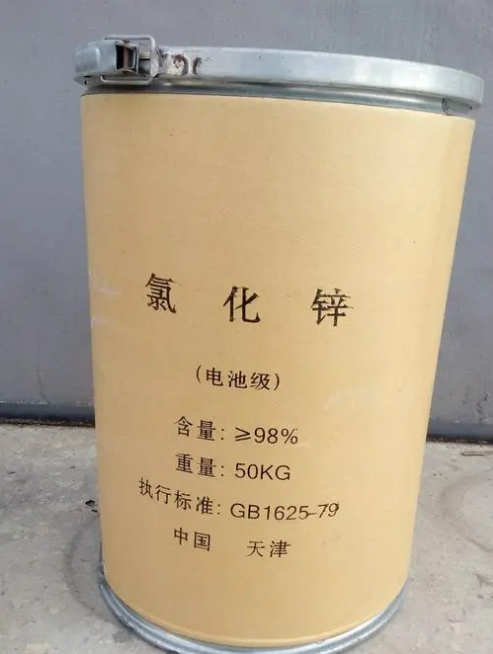 氯化锌
(电池级)
含量: ≥98%
重量: 50KG
执行标准: GB1625-79
中国 天津